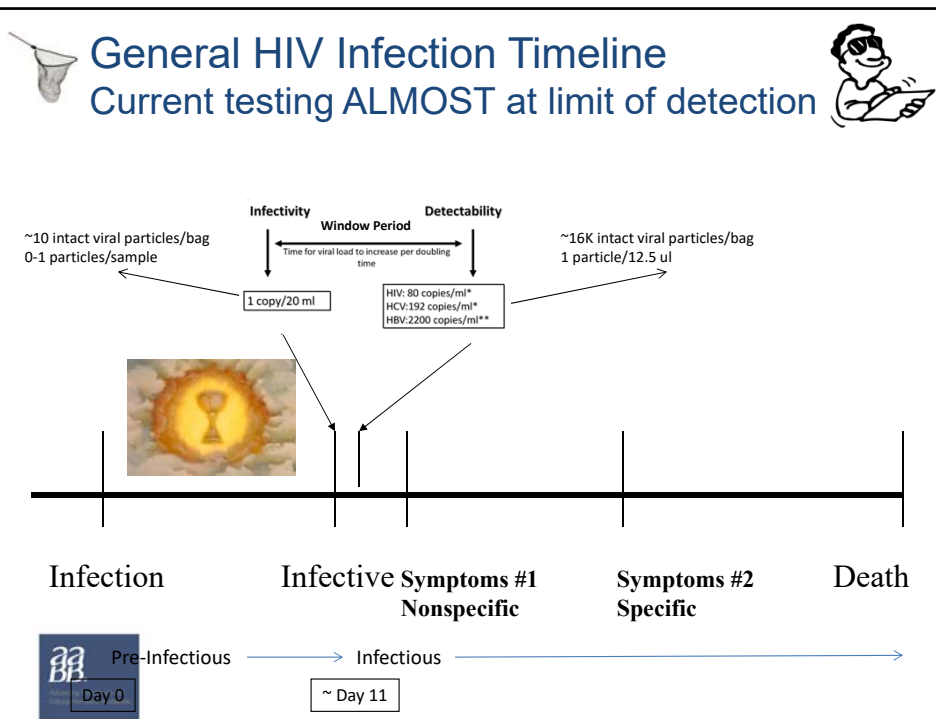 General HIV Infection Timeline
Current testing ALMOST at limit of detection
Infectivity
Detectability
Window Period
Time for viral load to increase per doubling
time
~10 intact viral particles/bag
0-1 particles/sample
~16K intact viral particles/bag
1 particle/12.5 ul
1 copy/20 ml
HIV: 80 copies/ml*
HCV:192 copies/ml*
HBV:2200 copies/ml**
Infection
Infective
Symptoms #1
Nonspecific
Symptoms #2
Specific
Death
aaBB
Pre-Infectious
Infectious
Day 0
~ Day 11